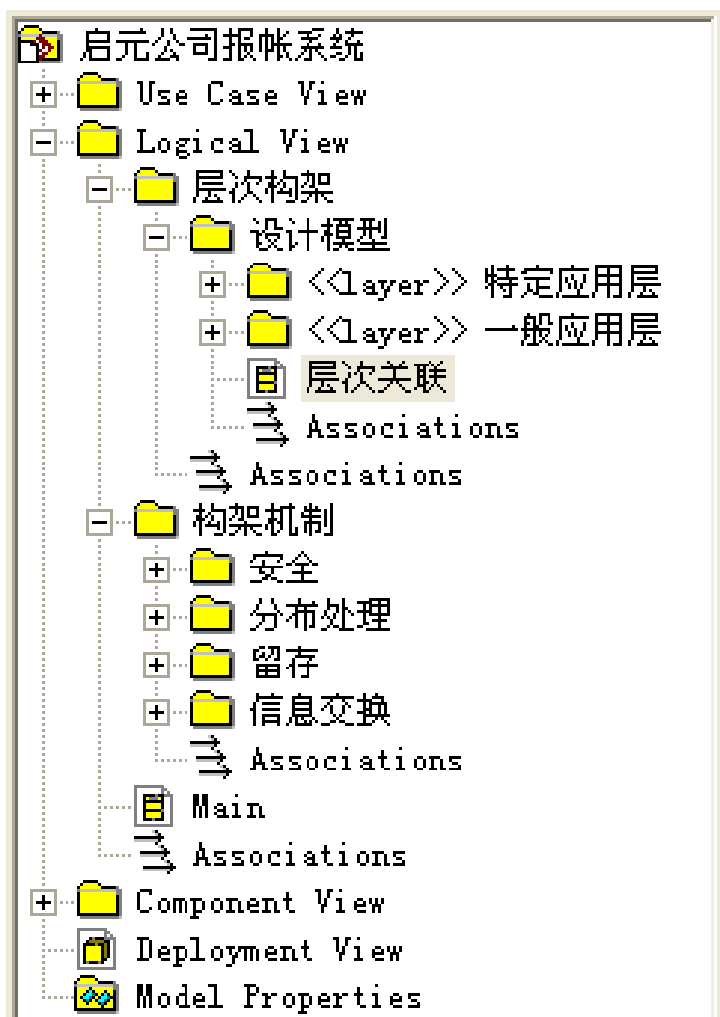 启元公司报帐系统
Use Case View
Logical View
层次构架
设计模型
<<layer>> 特定应用层
<<layer>> 一般应用层
层次关联
Associations
Associations
构架机制
安全
分布处理
留存
信息交换
Associations
Main
Associations
Component View
Deployment View
Model Properties